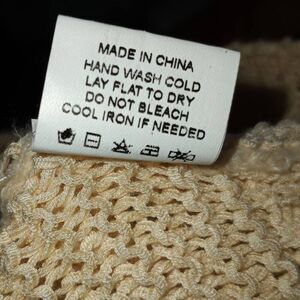 MADE IN CHINA
HAND WASH COLD
LAY FLAT TO DRY
DO NOT BLEACH
COOL IRON IF NEEDED